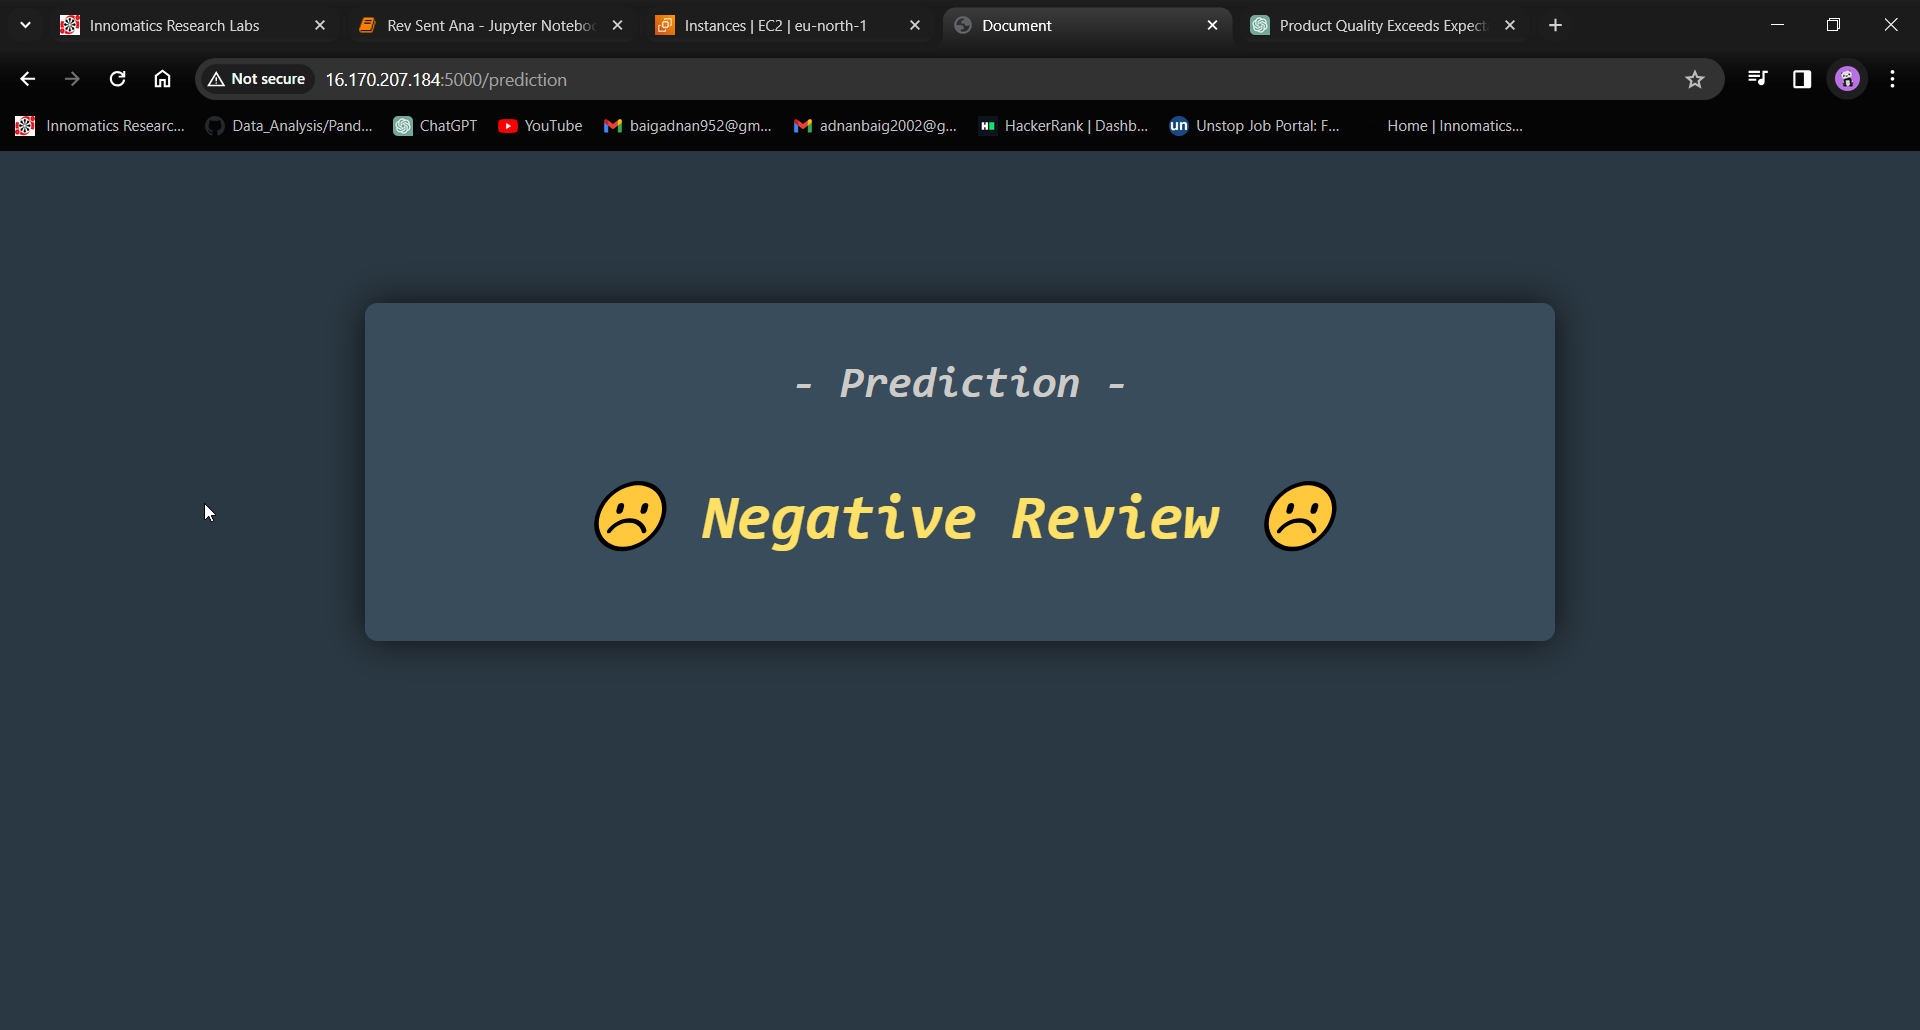 Innomatics Research Labs
Rev Sent Ana - Jupyter Notebo
Instances | EC2 | eu-north-1
Document
Product Quality Exceeds Expect
Not secure
16.170.207.184:5000/prediction
Innomatics Researc...
Data_Analysis/Pand...
ChatGPT
YouTube
baigadnan952@gm...
adnanbaig2002@g...
HackerRank | Dashb...
un
Unstop Job Portal: F...
Home | Innomatics...
- Prediction -
Negative Review